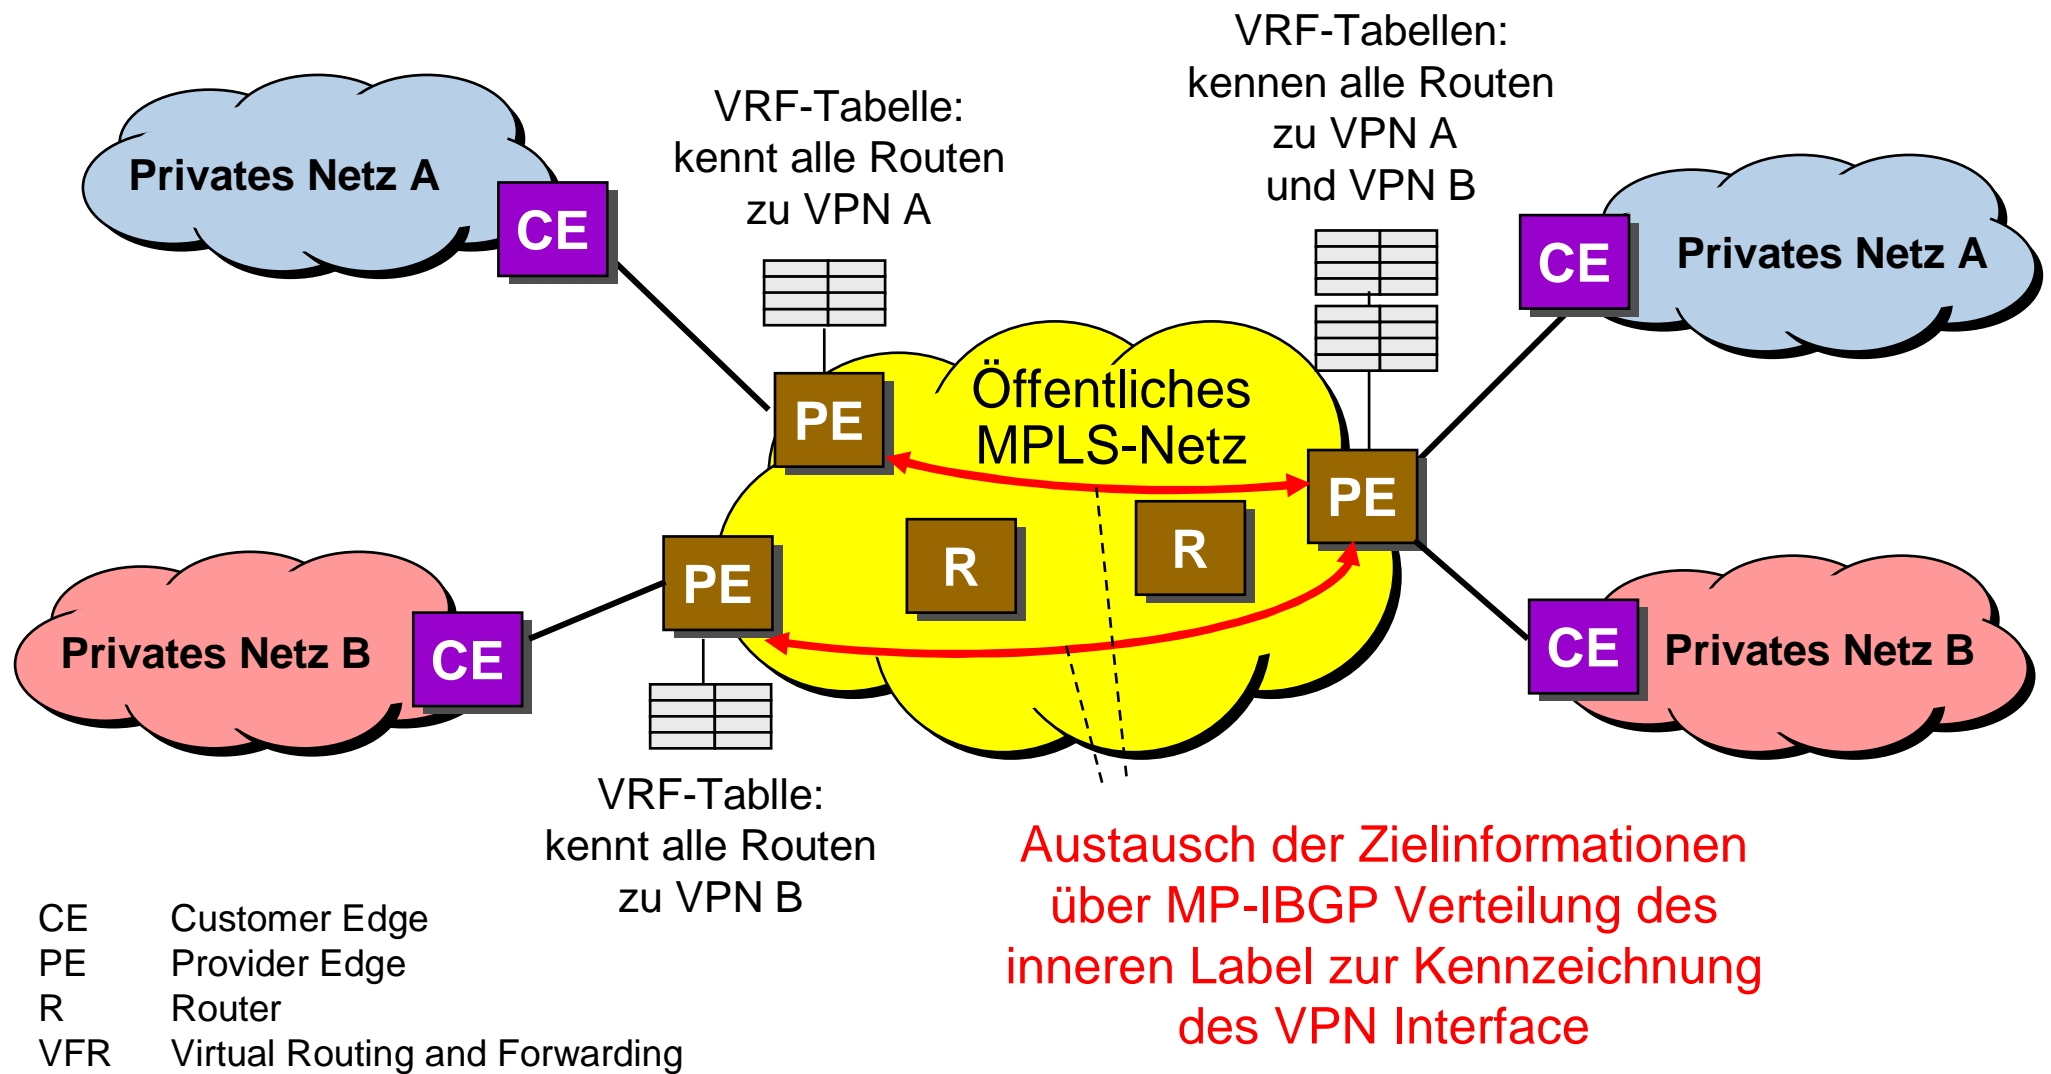 VRF-Tabellen:
kennen alle Routen
zu VPN A
und VPN B
VRF-Tabelle:
kennt alle Routen
zu VPN A
Privates Netz A
CE
CE
Privates Netz A
Öffentliches
MPLS-Netz
PE
PE
R
R
PE
Privates Netz B
CE
CE
Privates Netz B
VRF-Tablle:
kennt alle Routen
zu VPN B
Austausch der Zielinformationen
über MP-IBGP Verteilung des
inneren Label zur Kennzeichnung
des VPN Interface
CE Customer Edge
PE Provider Edge
R Router
VFR Virtual Routing and Forwarding